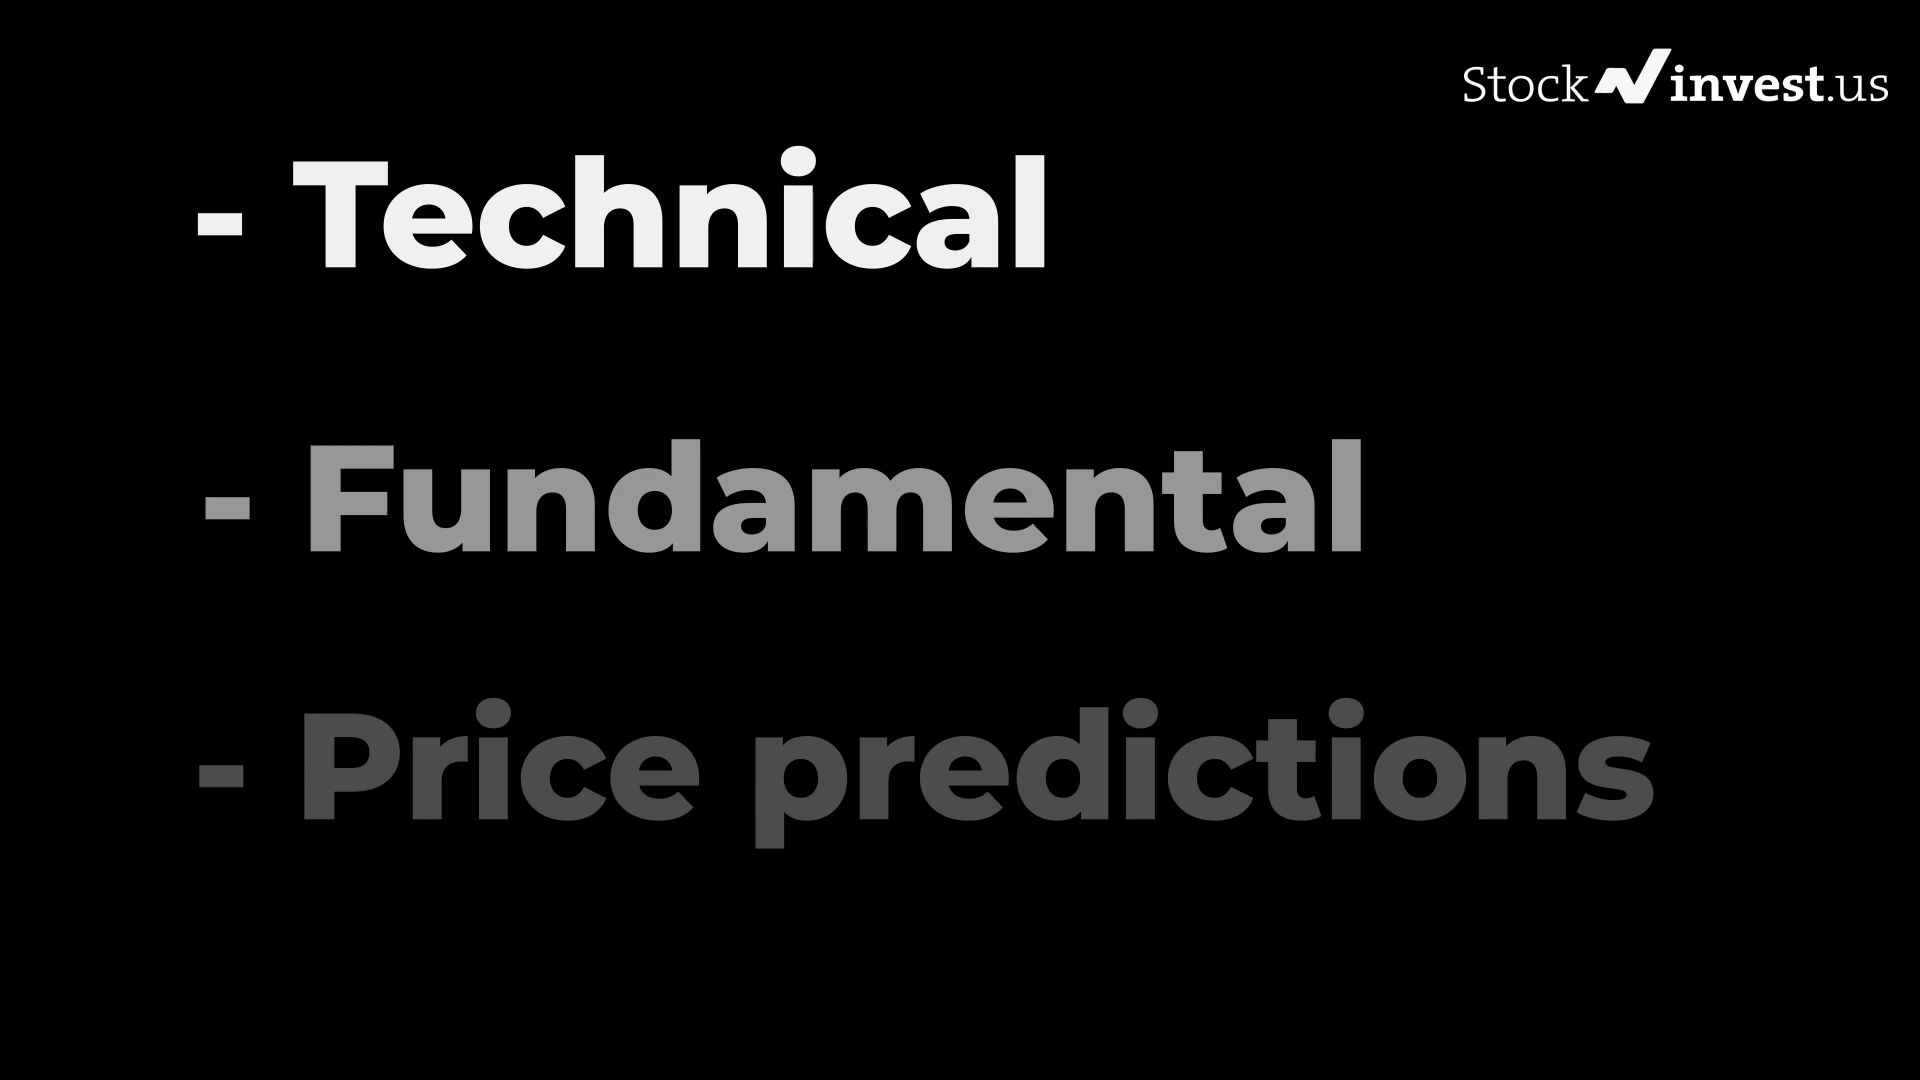 Stock invest.us
- Technical
- Fundamental
- Price predictions